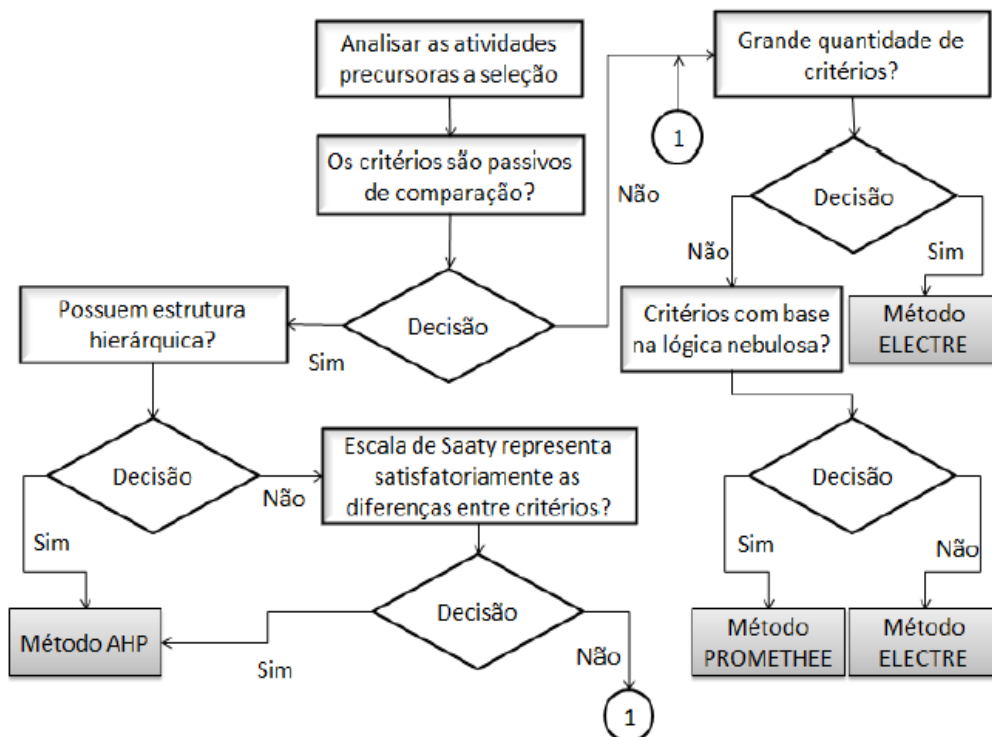 Analisar as atividades
precursoras a seleção
Os critérios são passivos
de comparação?
Decisão
Sim
Não
Possuem estrutura
hierárquica?
Decisão
Sim
Não
Escala de Saaty representa
satisfatoriamente as
diferenças entre critérios?
Decisão
Sim
Não
Método AHP
1
1
Grande quantidade de
critérios?
Decisão
Não
Sim
Método
ELECTRE
Critérios com base
na lógica nebulosa?
Decisão
Sim
Não
Método
PROMETHEE
Método
ELECTRE